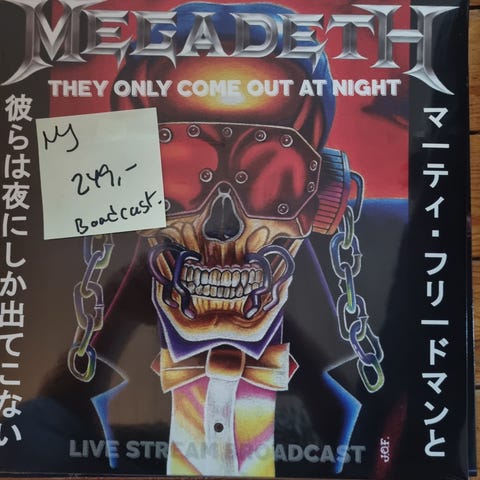 MEGADETH
THEY ONLY COME OUT AT NIGHT
彼らは夜にしか出てこない
マーティ・フリードマンと
Ny
249,-
Boadcast.
LIVE STREAM BROADCAST
JOF.